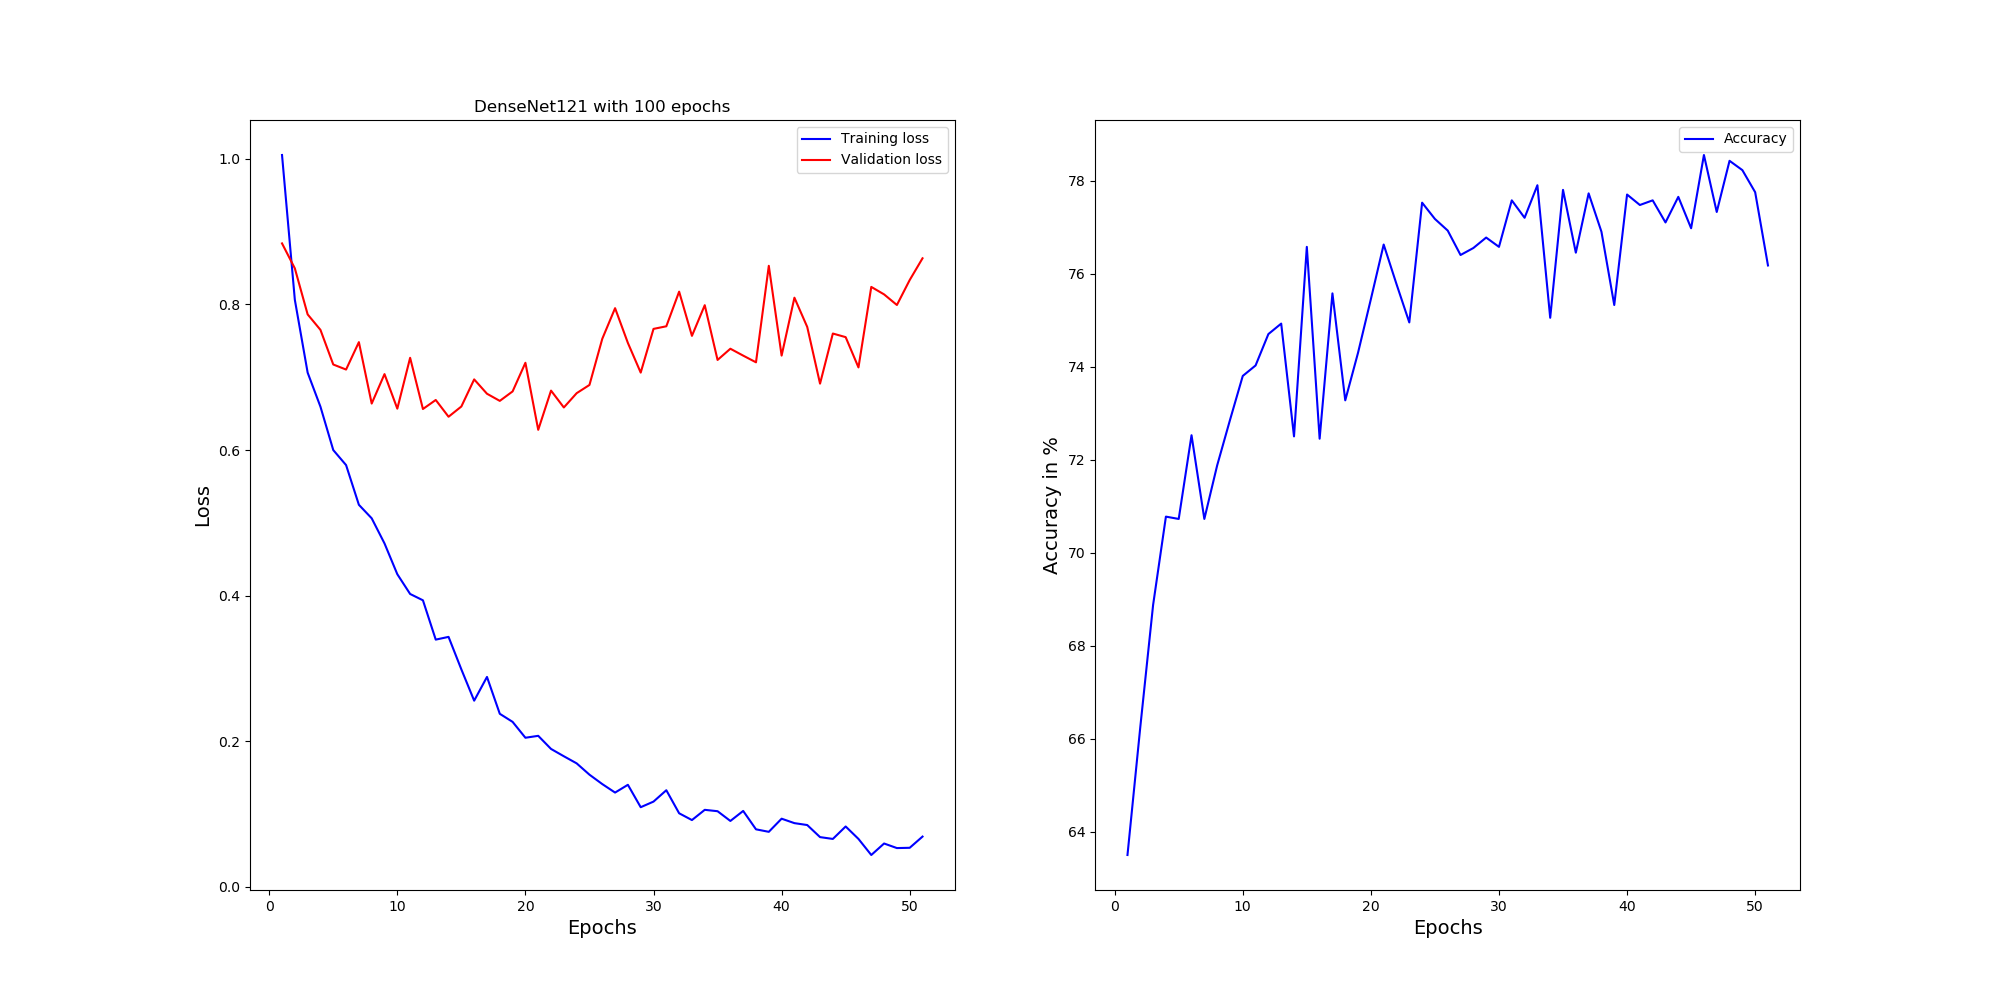 DenseNet121 with 100 epochs
Training loss
Validation loss
1.0
0.8
0.6
0.4
0.2
0.0
Loss
0 10 20 30 40 50
Epochs
Accuracy
78
76
74
72
70
68
66
64
Accuracy in %
0 10 20 30 40 50
Epochs